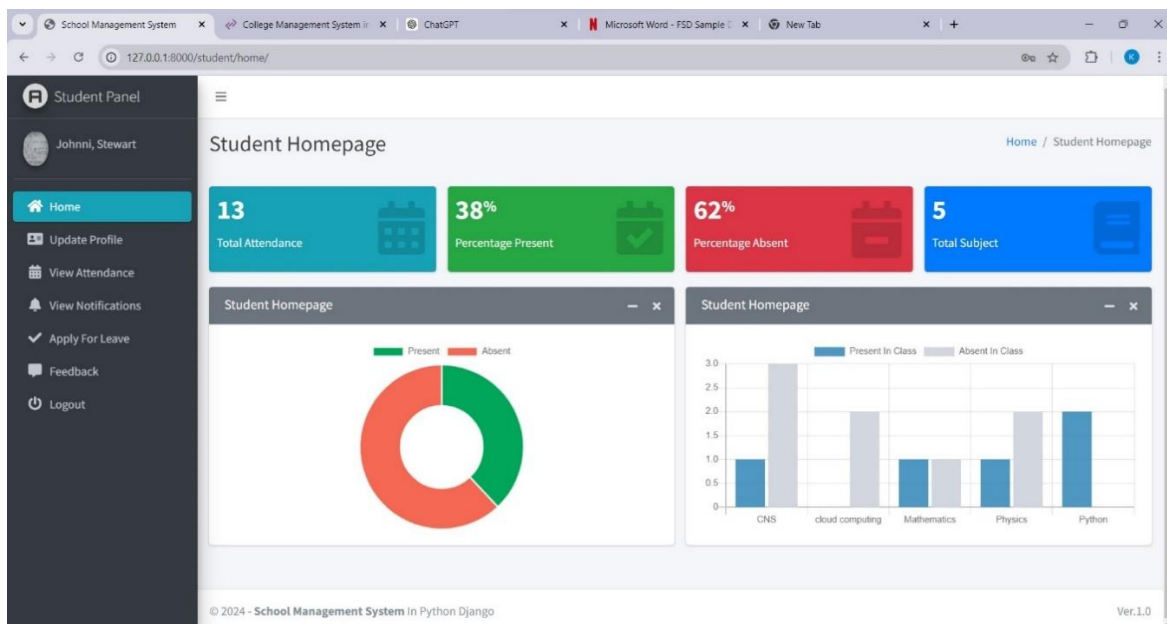 School Management System
College Management System in
ChatGPT
Microsoft Word - FSD Sample
New Tab
127.0.0.1:8000/student/home/
K
Student Panel
Johnni, Stewart
Home
Update Profile
View Attendance
View Notifications
Apply For Leave
Feedback
Logout
Student Homepage
Home / Student Homepage
13
Total Attendance
38%
Percentage Present
62%
Percentage Absent
5
Total Subject
Student Homepage
Present Absent
Student Homepage
Present In Class Absent In Class
3.0
2.5
2.0
1.5
1.0
0.5
0
CNS cloud computing Mathematics Physics Python
© 2024 - School Management System In Python Django
Ver.1.0